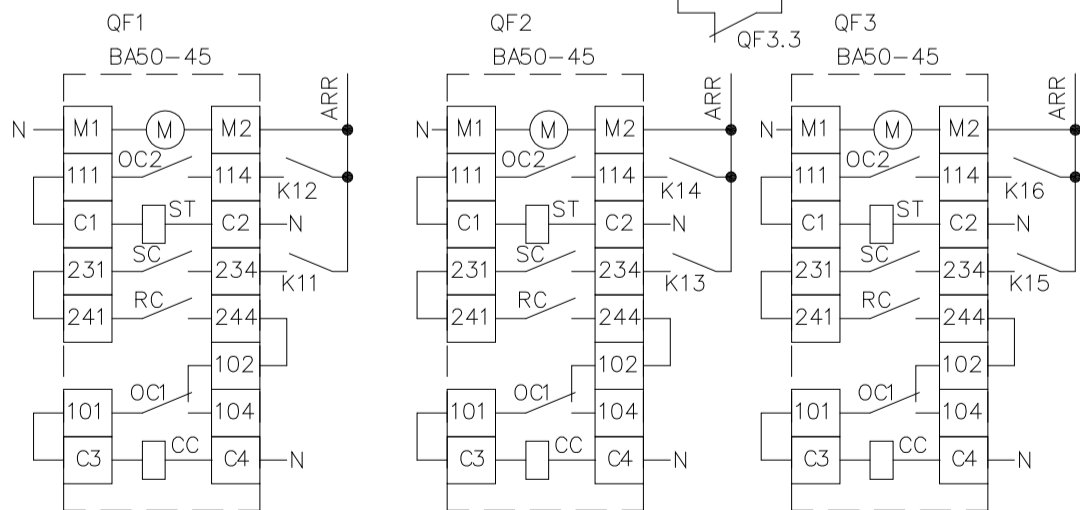 QF1
BA50-45
ARR
N M1 M M2
OC2
111 114
K12
ST
C1 C2 N
SC
231 234
K11
RC
241 244
102
OC1
101 104
CC
C3 C4 N
QF2
BA50-45
ARR
N M1 M M2
OC2
111 114
K14
ST
C1 C2 N
SC
231 234
K13
RC
241 244
102
OC1
101 104
CC
C3 C4 N
QF3.3
QF3
BA50-45
ARR
N M1 M M2
OC2
111 114
K16
ST
C1 C2 N
SC
231 234
K15
RC
241 244
102
OC1
101 104
CC
C3 C4 N